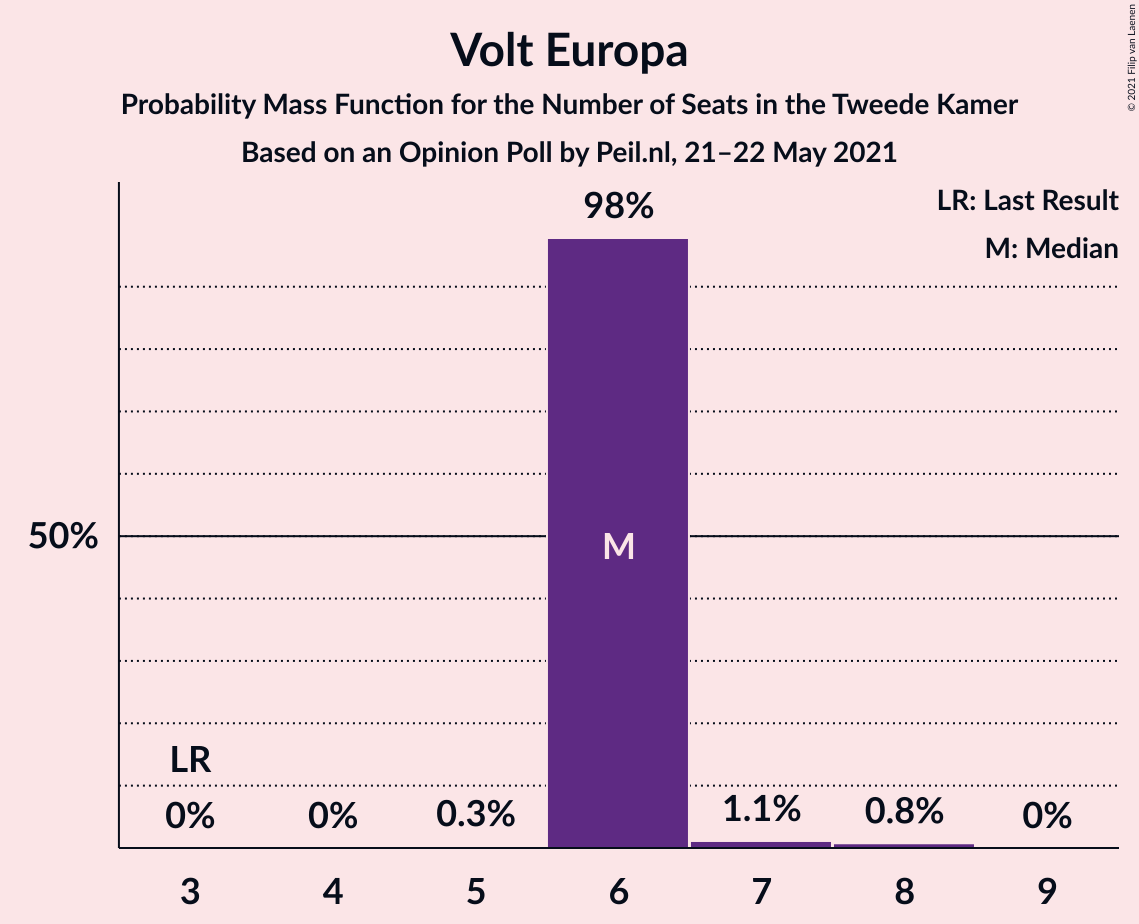 Volt Europa
Probability Mass Function for the Number of Seats in the Tweede Kamer
Based on an Opinion Poll by Peil.nl, 21–22 May 2021
© 2021 Filip van Laenen
LR: Last Result
M: Median
98%
50%
M
LR
0%
0%
0.3%
1.1%
0.8%
0%
3
4
5
6
7
8
9